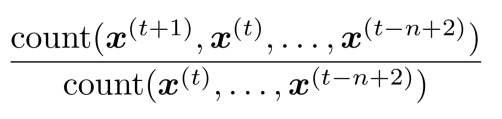 count(x^{(t+1)}, x^{(t)}, . . . , x^{(t−n+2)})
count(x^{(t)}, . . . , x^{(t−n+2)})